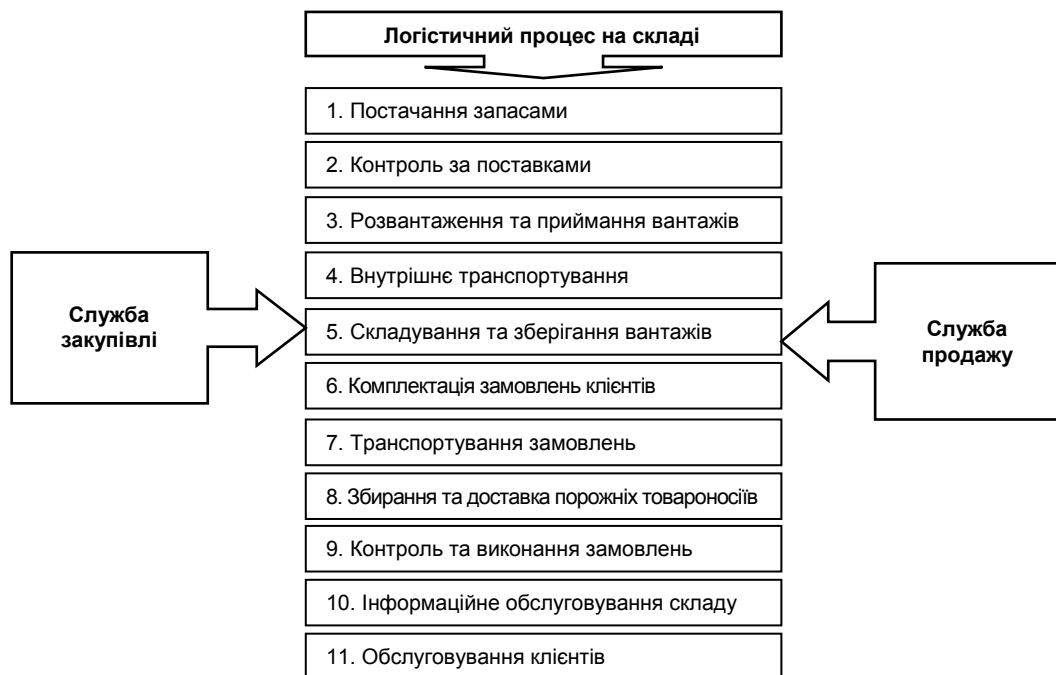 Логістичний процес на складі
1. Постачання запасами
2. Контроль за поставками
3. Розвантаження та приймання вантажів
4. Внутрішнє транспортування
Служба
закупівлі
5. Складування та зберігання вантажів
Служба
продажу
6. Комплектація замовлень клієнтів
7. Транспортування замовлень
8. Збирання та доставка порожніх товароносіїв
9. Контроль та виконання замовлень
10. Інформаційне обслуговування складу
11. Обслуговування клієнтів